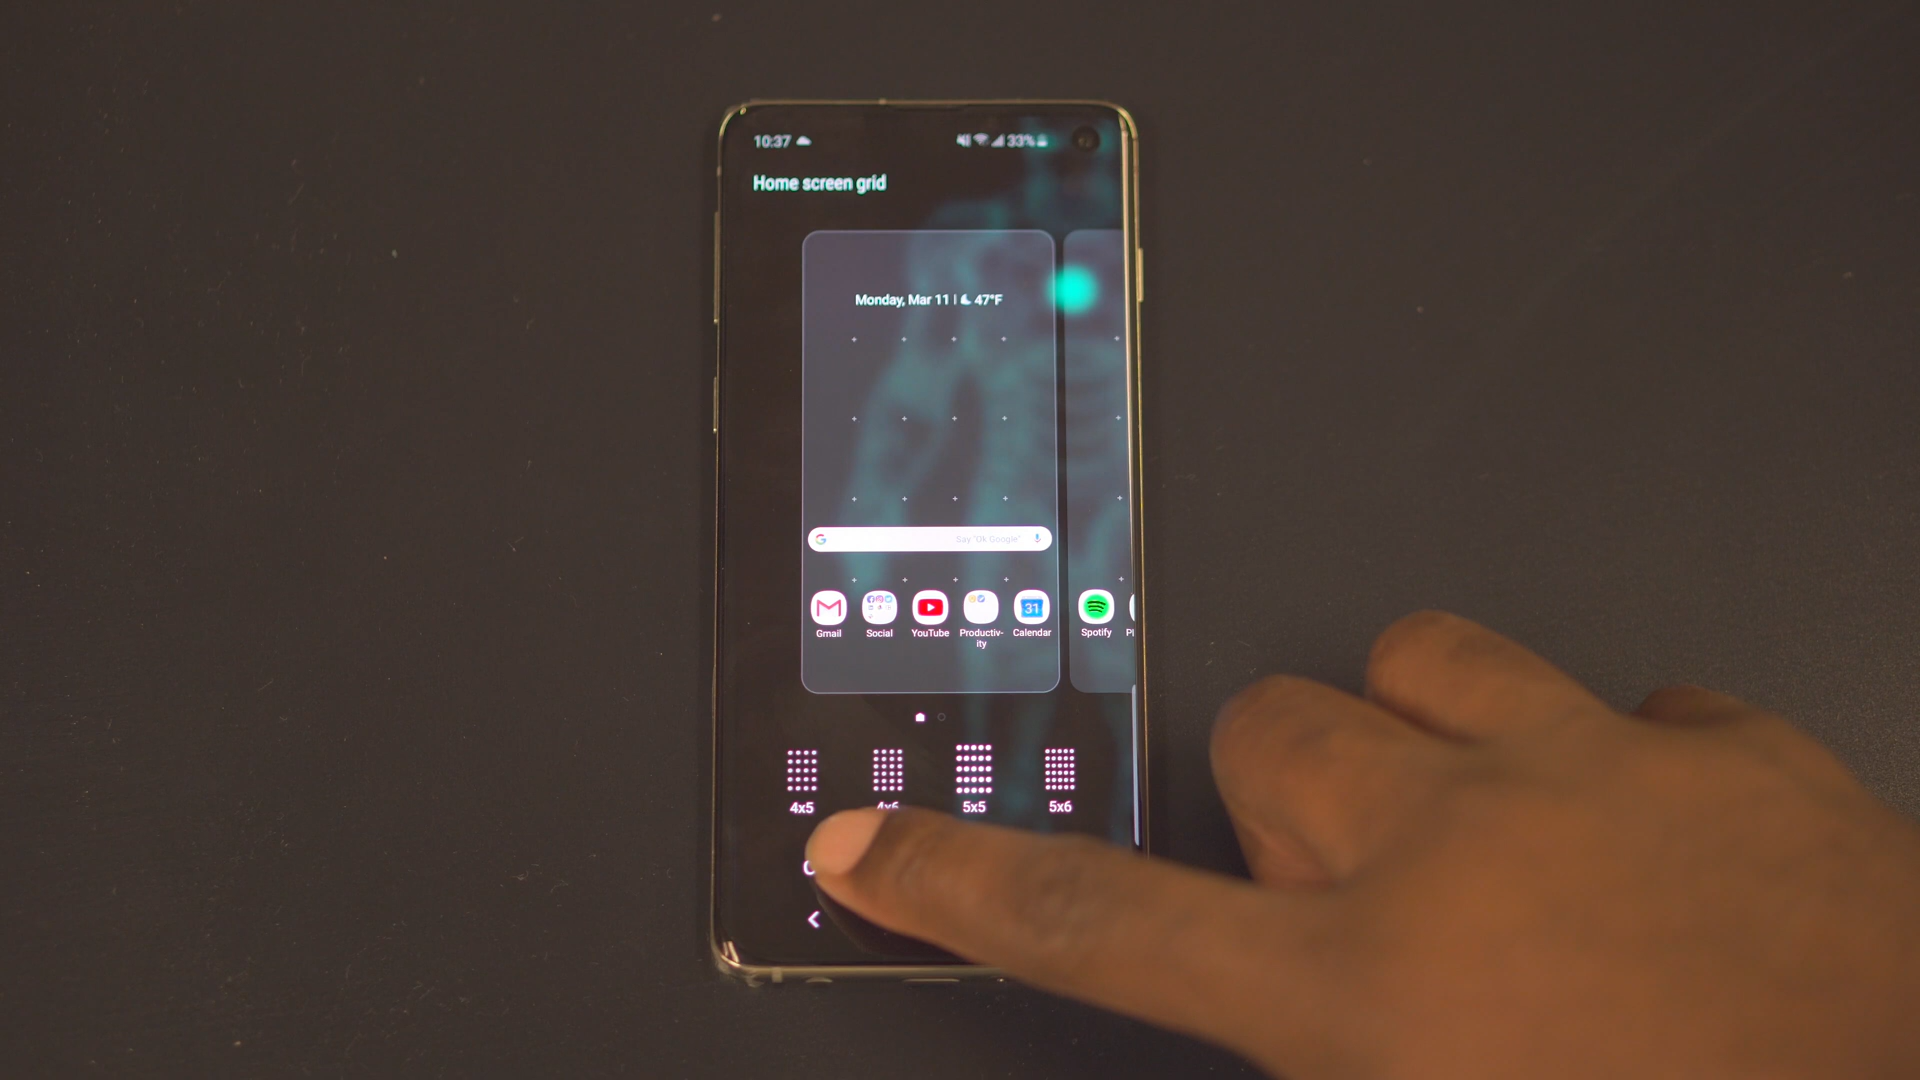 10:37 33%
Home screen grid
Monday, Mar 11 | 47°F
Say "Ok Google"
Gmail Social YouTube Productiv-
ity Calendar Spotify
31
4x5 4x6 5x5 5x6